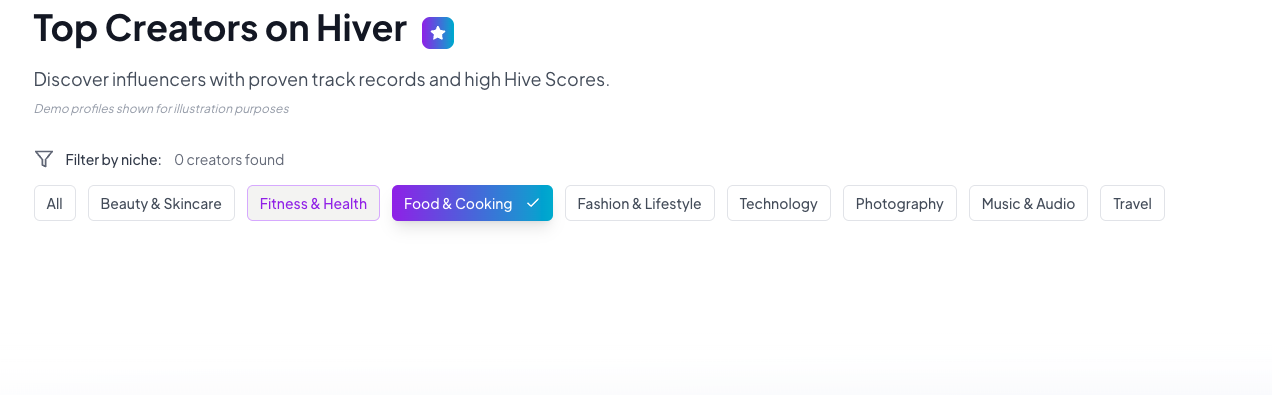 Top Creators on Hiver
Discover influencers with proven track records and high Hive Scores.
Demo profiles shown for illustration purposes
Filter by niche: 0 creators found
All Beauty & Skincare Fitness & Health Food & Cooking Fashion & Lifestyle Technology Photography Music & Audio Travel